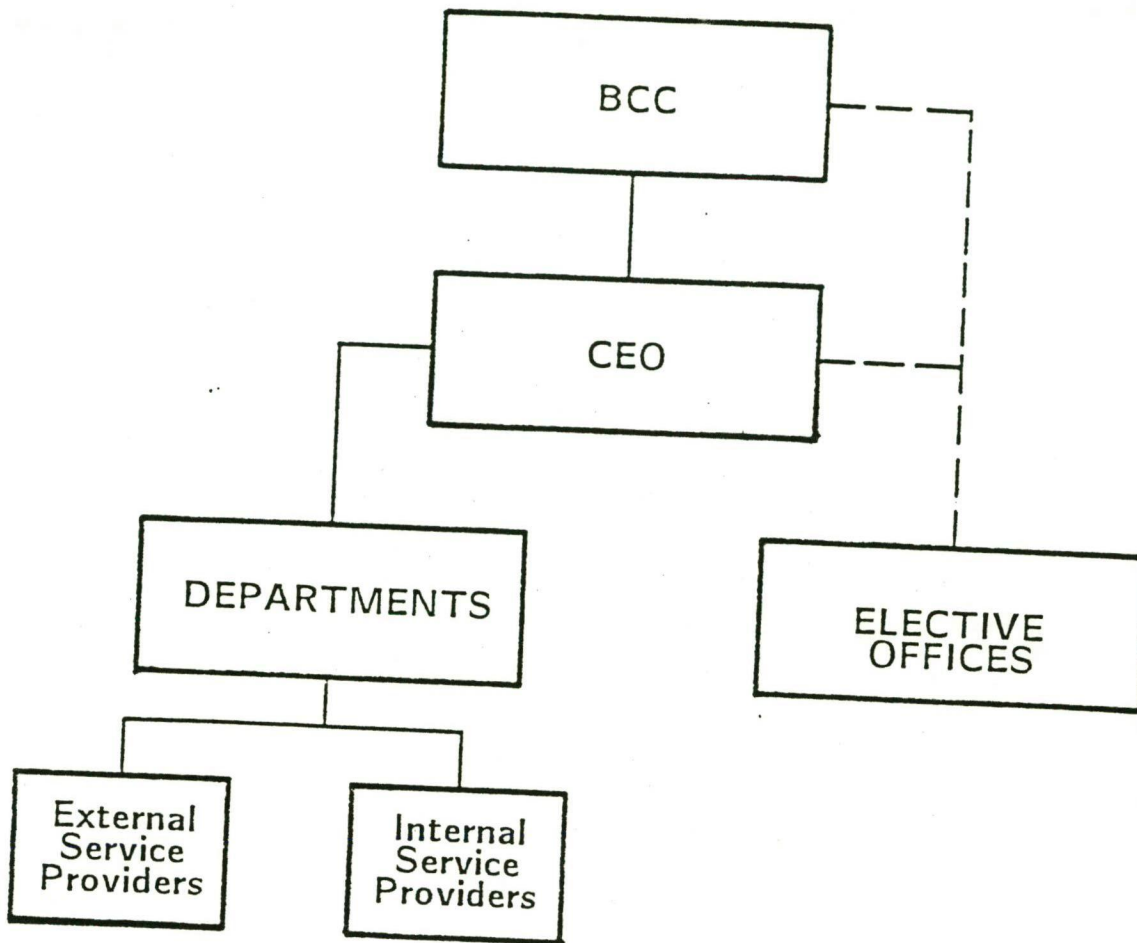 BCC
CEO
DEPARTMENTS
ELECTIVE
OFFICES
External
Service
Providers
Internal
Service
Providers